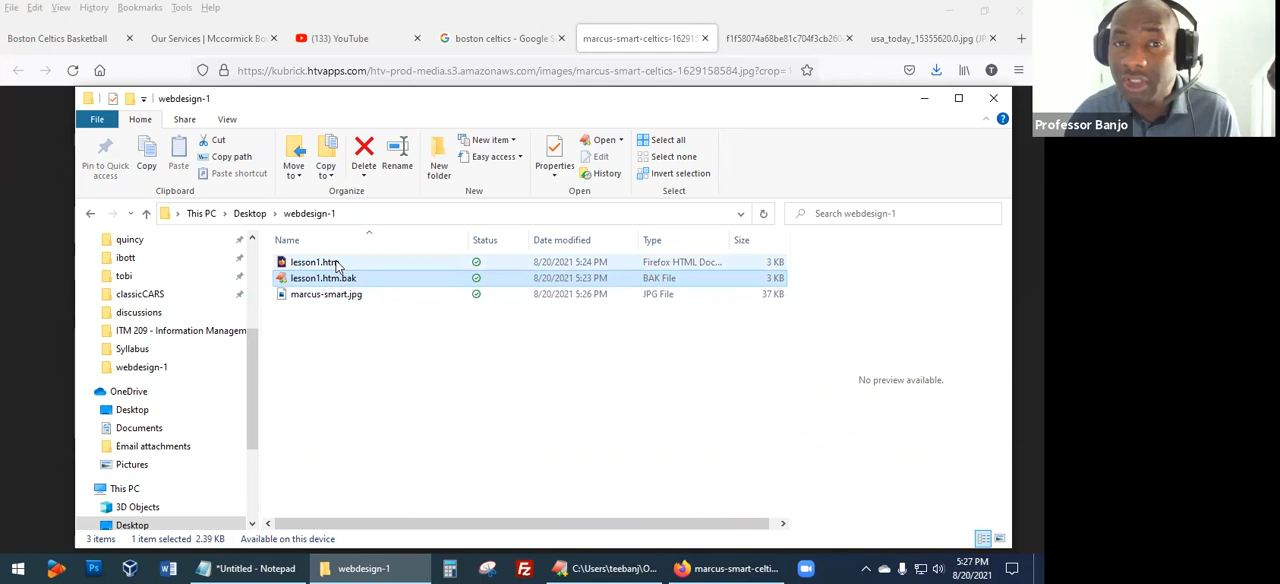 File Edit View History Bookmarks Tools Help
Boston Celtics Basketball
Our Services | Mccormick Bo
(133) YouTube
boston celtics - Google S
marcus-smart-celtics-16291
f1f58074a68be81c704f3cb260
usa_today_15355620.0.jpg (JP
https://kubrick.htvapps.com/htv-prod-media.s3.amazonaws.com/images/marcus-smart-celtics-1629158584.jpg?crop=1
T
Professor Banjo
webdesign-1
File Home Share View
Pin to Quick access
Copy
Paste
Cut
Copy path
Paste shortcut
Move to
Copy to
Delete
Rename
New folder
New item
Easy access
Properties
Open
Edit
History
Select all
Select none
Invert selection
Clipboard Organize New Open Select
This PC > Desktop > webdesign-1
Search webdesign-1
Name Status Date modified Type Size
lesson1.htm 8/20/2021 5:24 PM Firefox HTML Doc... 3 KB
lesson1.htm.bak 8/20/2021 5:23 PM BAK File 3 KB
marcus-smart.jpg 8/20/2021 5:26 PM JPG File 37 KB
quincy
ibott
tobi
classicCARS
discussions
ITM 209 - Information Managem
Syllabus
webdesign-1
OneDrive
Desktop
Documents
Email attachments
Pictures
This PC
3D Objects
Desktop
No preview available.
3 items 1 item selected 2.39 KB Available on this device
*Untitled - Notepad
webdesign-1
C:\Users\teebanj\O...
marcus-smart-celti...
5:27 PM
8/20/2021